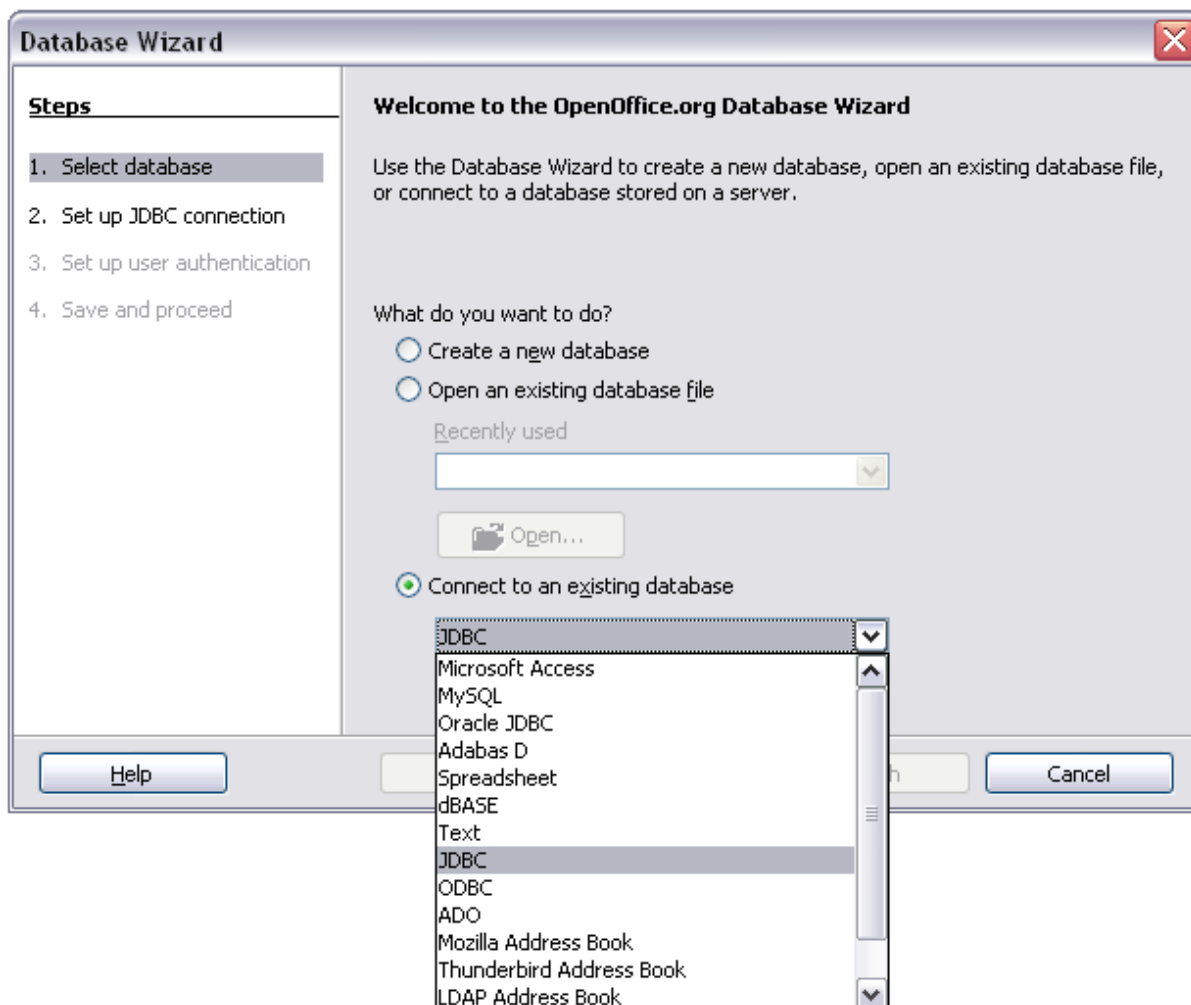 Database Wizard
Steps
1. Select database
2. Set up JDBC connection
3. Set up user authentication
4. Save and proceed
Welcome to the OpenOffice.org Database Wizard
Use the Database Wizard to create a new database, open an existing database file,
or connect to a database stored on a server.
What do you want to do?
Create a new database
Open an existing database file
Recently used
Open...
Connect to an existing database
JDBC
Microsoft Access
MySQL
Oracle JDBC
Adabas D
Spreadsheet
dBASE
Text
JDBC
ODBC
ADO
Mozilla Address Book
Thunderbird Address Book
LDAP Address Book
Help
Cancel